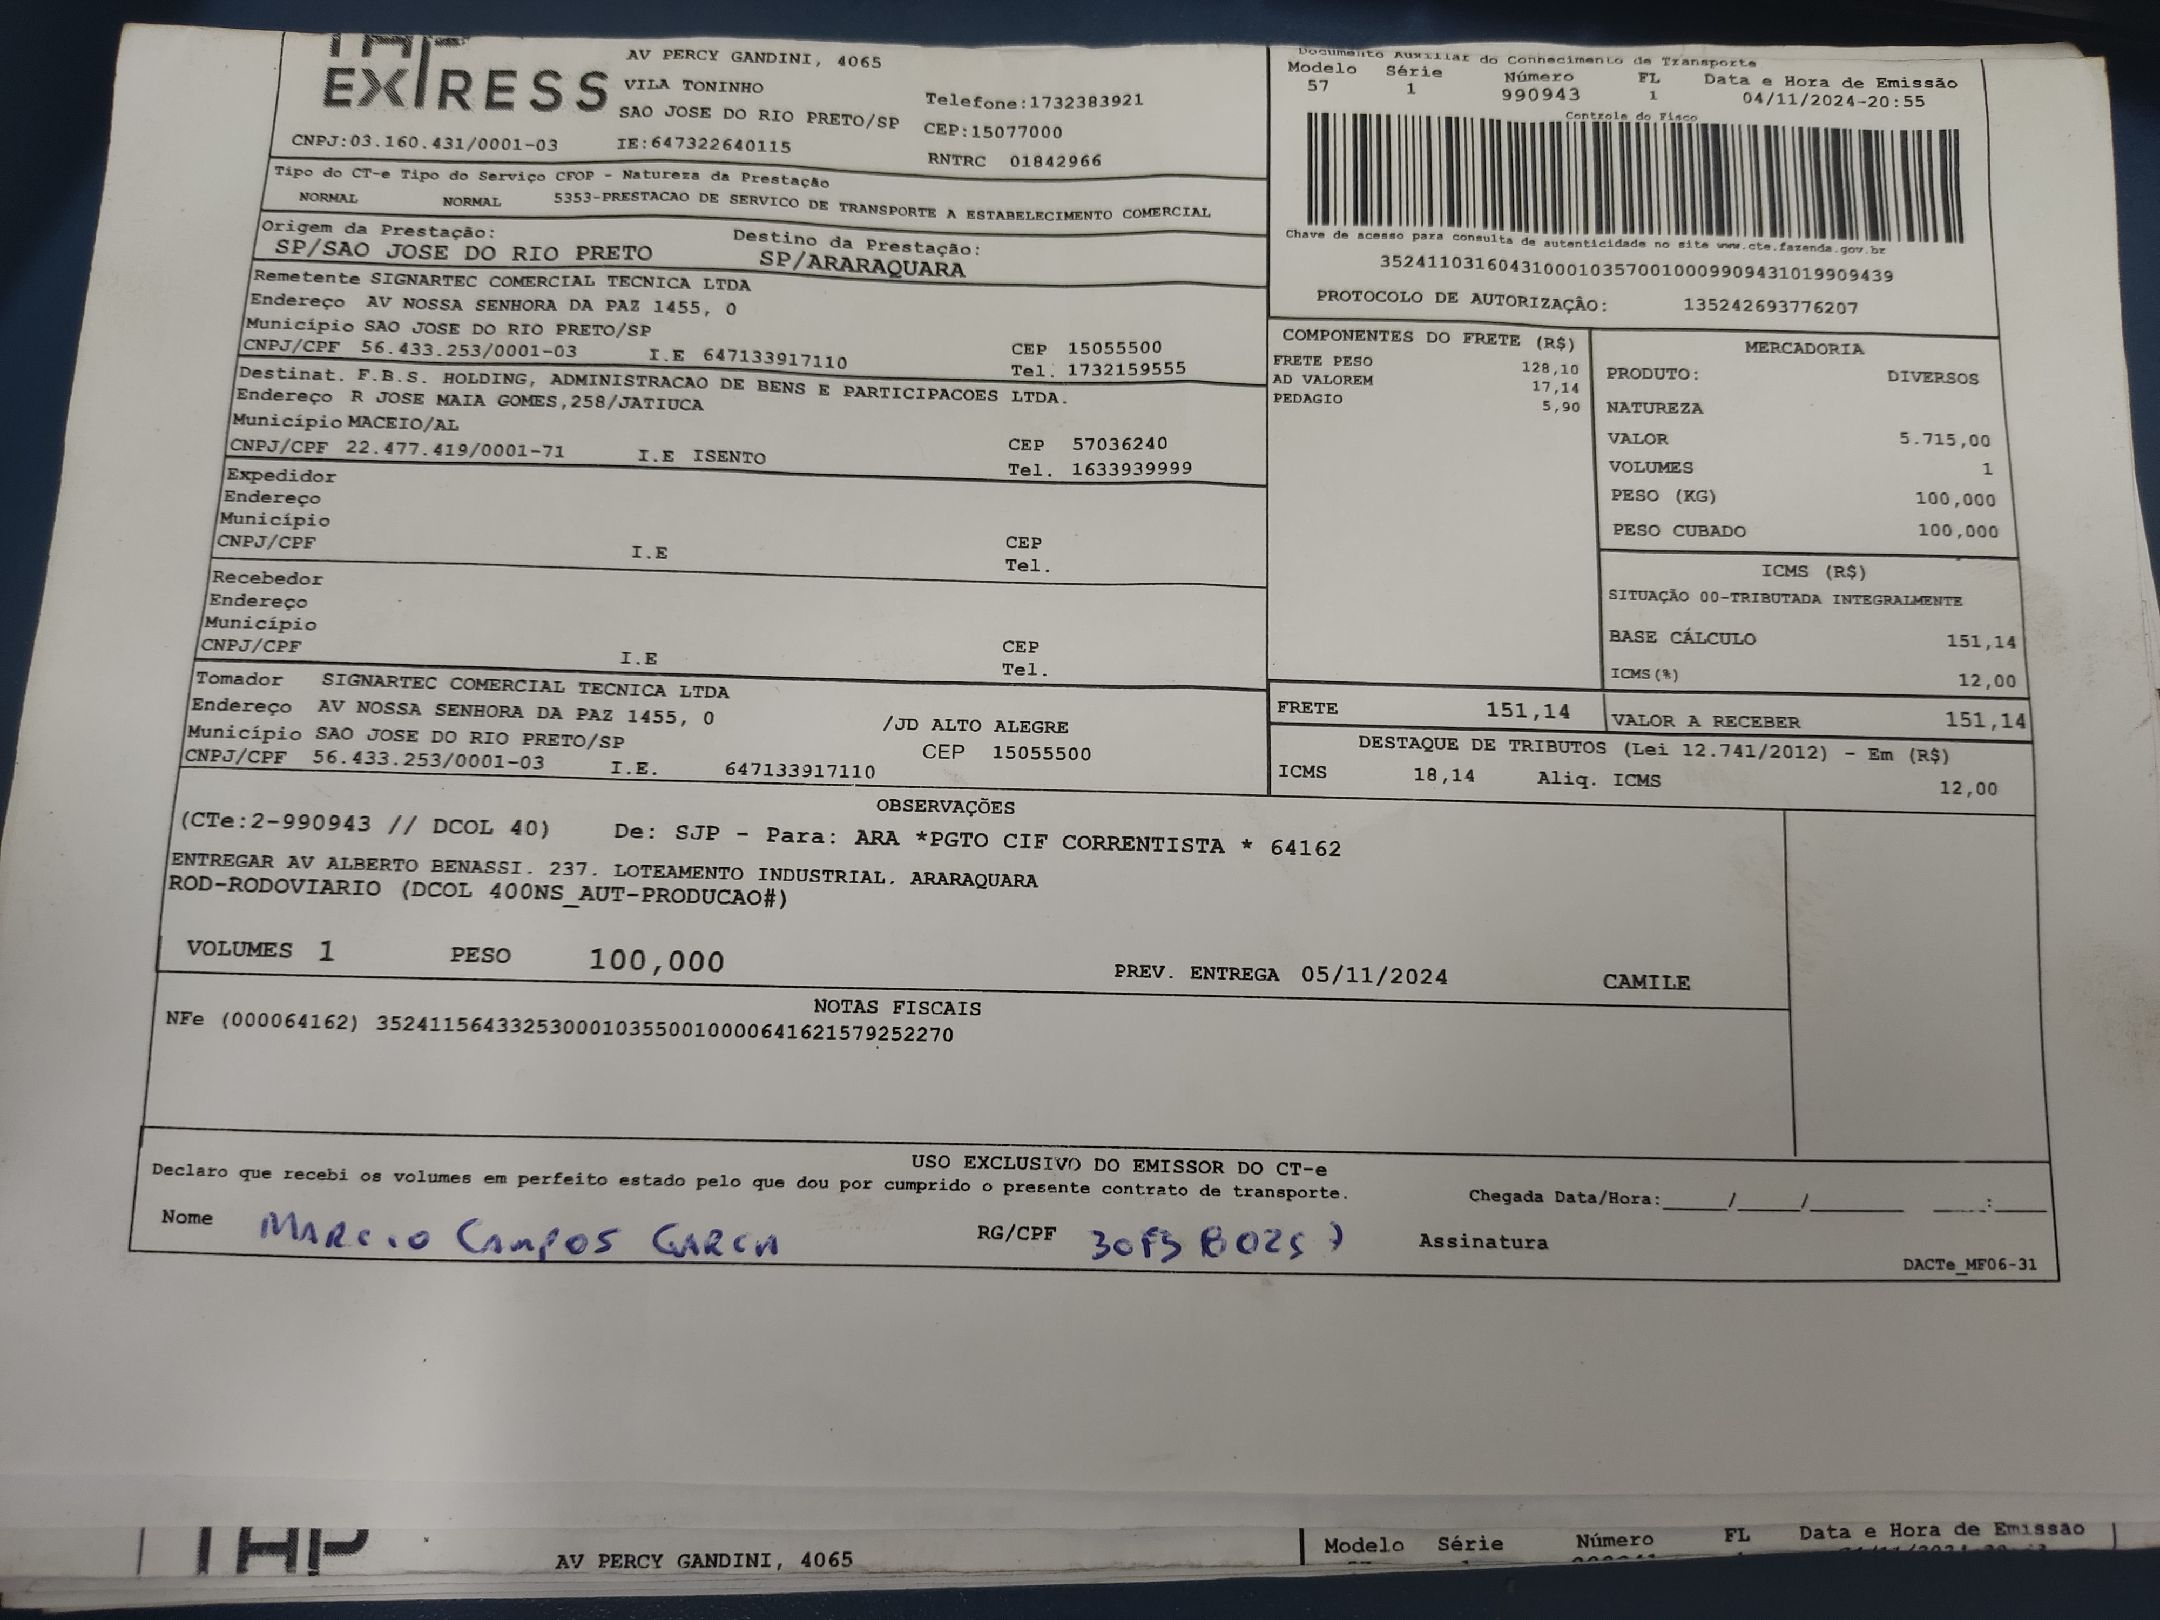 EXPRESS
AV PERCY GANDINI, 4065
VILA TONINHO
SAO JOSE DO RIO PRETO/SP
Telefone:1732383921
CEP:15077000
CNPJ:03.160.431/0001-03 IE:647322640115 RNTRC 01842966
Documento Auxiliar do Conhecimento de Transporte
Modelo Série Número FL Data e Hora de Emissão
57 1 990943 1 04/11/2024-20:55
Controle do Fisco
Chave de acesso para consulta de autenticidade no site www.cte.fazenda.gov.br
35241103160431000103570010009909431019909439
PROTOCOLO DE AUTORIZAÇÂO: 135242693776207
Tipo do CT-e Tipo do Serviço CFOP - Natureza da Prestação
NORMAL NORMAL 5353-PRESTACAO DE SERVICO DE TRANSPORTE A ESTABELECIMENTO COMERCIAL
Origem da Prestação: Destino da Prestação:
SP/SAO JOSE DO RIO PRETO SP/ARARAQUARA
Remetente SIGNARTEC COMERCIAL TECNICA LTDA
Endereço AV NOSSA SENHORA DA PAZ 1455, 0
Município SAO JOSE DO RIO PRETO/SP CEP 15055500
CNPJ/CPF 56.433.253/0001-03 I.E 647133917110 Tel. 1732159555
Destinat. F.B.S. HOLDING, ADMINISTRACAO DE BENS E PARTICIPACOES LTDA.
Endereço R JOSE MAIA GOMES,258/JATIUCA
Município MACEIO/AL CEP 57036240
CNPJ/CPF 22.477.419/0001-71 I.E ISENTO Tel. 1633939999
Expedidor
Endereço
Município CEP
CNPJ/CPF I.E Tel.
Recebedor
Endereço
Município CEP
CNPJ/CPF I.E Tel.
Tomador SIGNARTEC COMERCIAL TECNICA LTDA
Endereço AV NOSSA SENHORA DA PAZ 1455, 0 /JD ALTO ALEGRE
Município SAO JOSE DO RIO PRETO/SP CEP 15055500
CNPJ/CPF 56.433.253/0001-03 I.E. 647133917110
COMPONENTES DO FRETE (R$)
FRETE PESO 128,10
AD VALOREM 17,14
PEDAGIO 5,90
MERCADORIA
PRODUTO: DIVERSOS
NATUREZA
VALOR 5.715,00
VOLUMES 1
PESO (KG) 100,000
PESO CUBADO 100,000
ICMS (R$)
SITUAÇÃO 00-TRIBUTADA INTEGRALMENTE
BASE CÁLCULO 151,14
ICMS(%) 12,00
FRETE 151,14 VALOR A RECEBER 151,14
DESTAQUE DE TRIBUTOS (Lei 12.741/2012) - Em (R$)
ICMS 18,14 Aliq. ICMS 12,00
OBSERVAÇÕES
(CTe:2-990943 // DCOL 40) De: SJP - Para: ARA *PGTO CIF CORRENTISTA * 64162
ENTREGAR AV ALBERTO BENASSI. 237. LOTEAMENTO INDUSTRIAL. ARARAQUARA
ROD-RODOVIARIO (DCOL 400NS_AUT-PRODUCAO#)
VOLUMES 1 PESO 100,000 PREV. ENTREGA 05/11/2024 CAMILE
NOTAS FISCAIS
NFe (000064162) 35241156433253000103550010000641621579252270
USO EXCLUSIVO DO EMISSOR DO CT-e
Declaro que recebi os volumes em perfeito estado pelo que dou por cumprido o presente contrato de transporte. Chegada Data/Hora:____/____/______ ____:____
Nome MARCIO CAMPOS GARCIA RG/CPF Assinatura
DACTe_MF06-31
THP
AV PERCY GANDINI, 4065
Modelo Série Número FL Data e Hora de Emissão